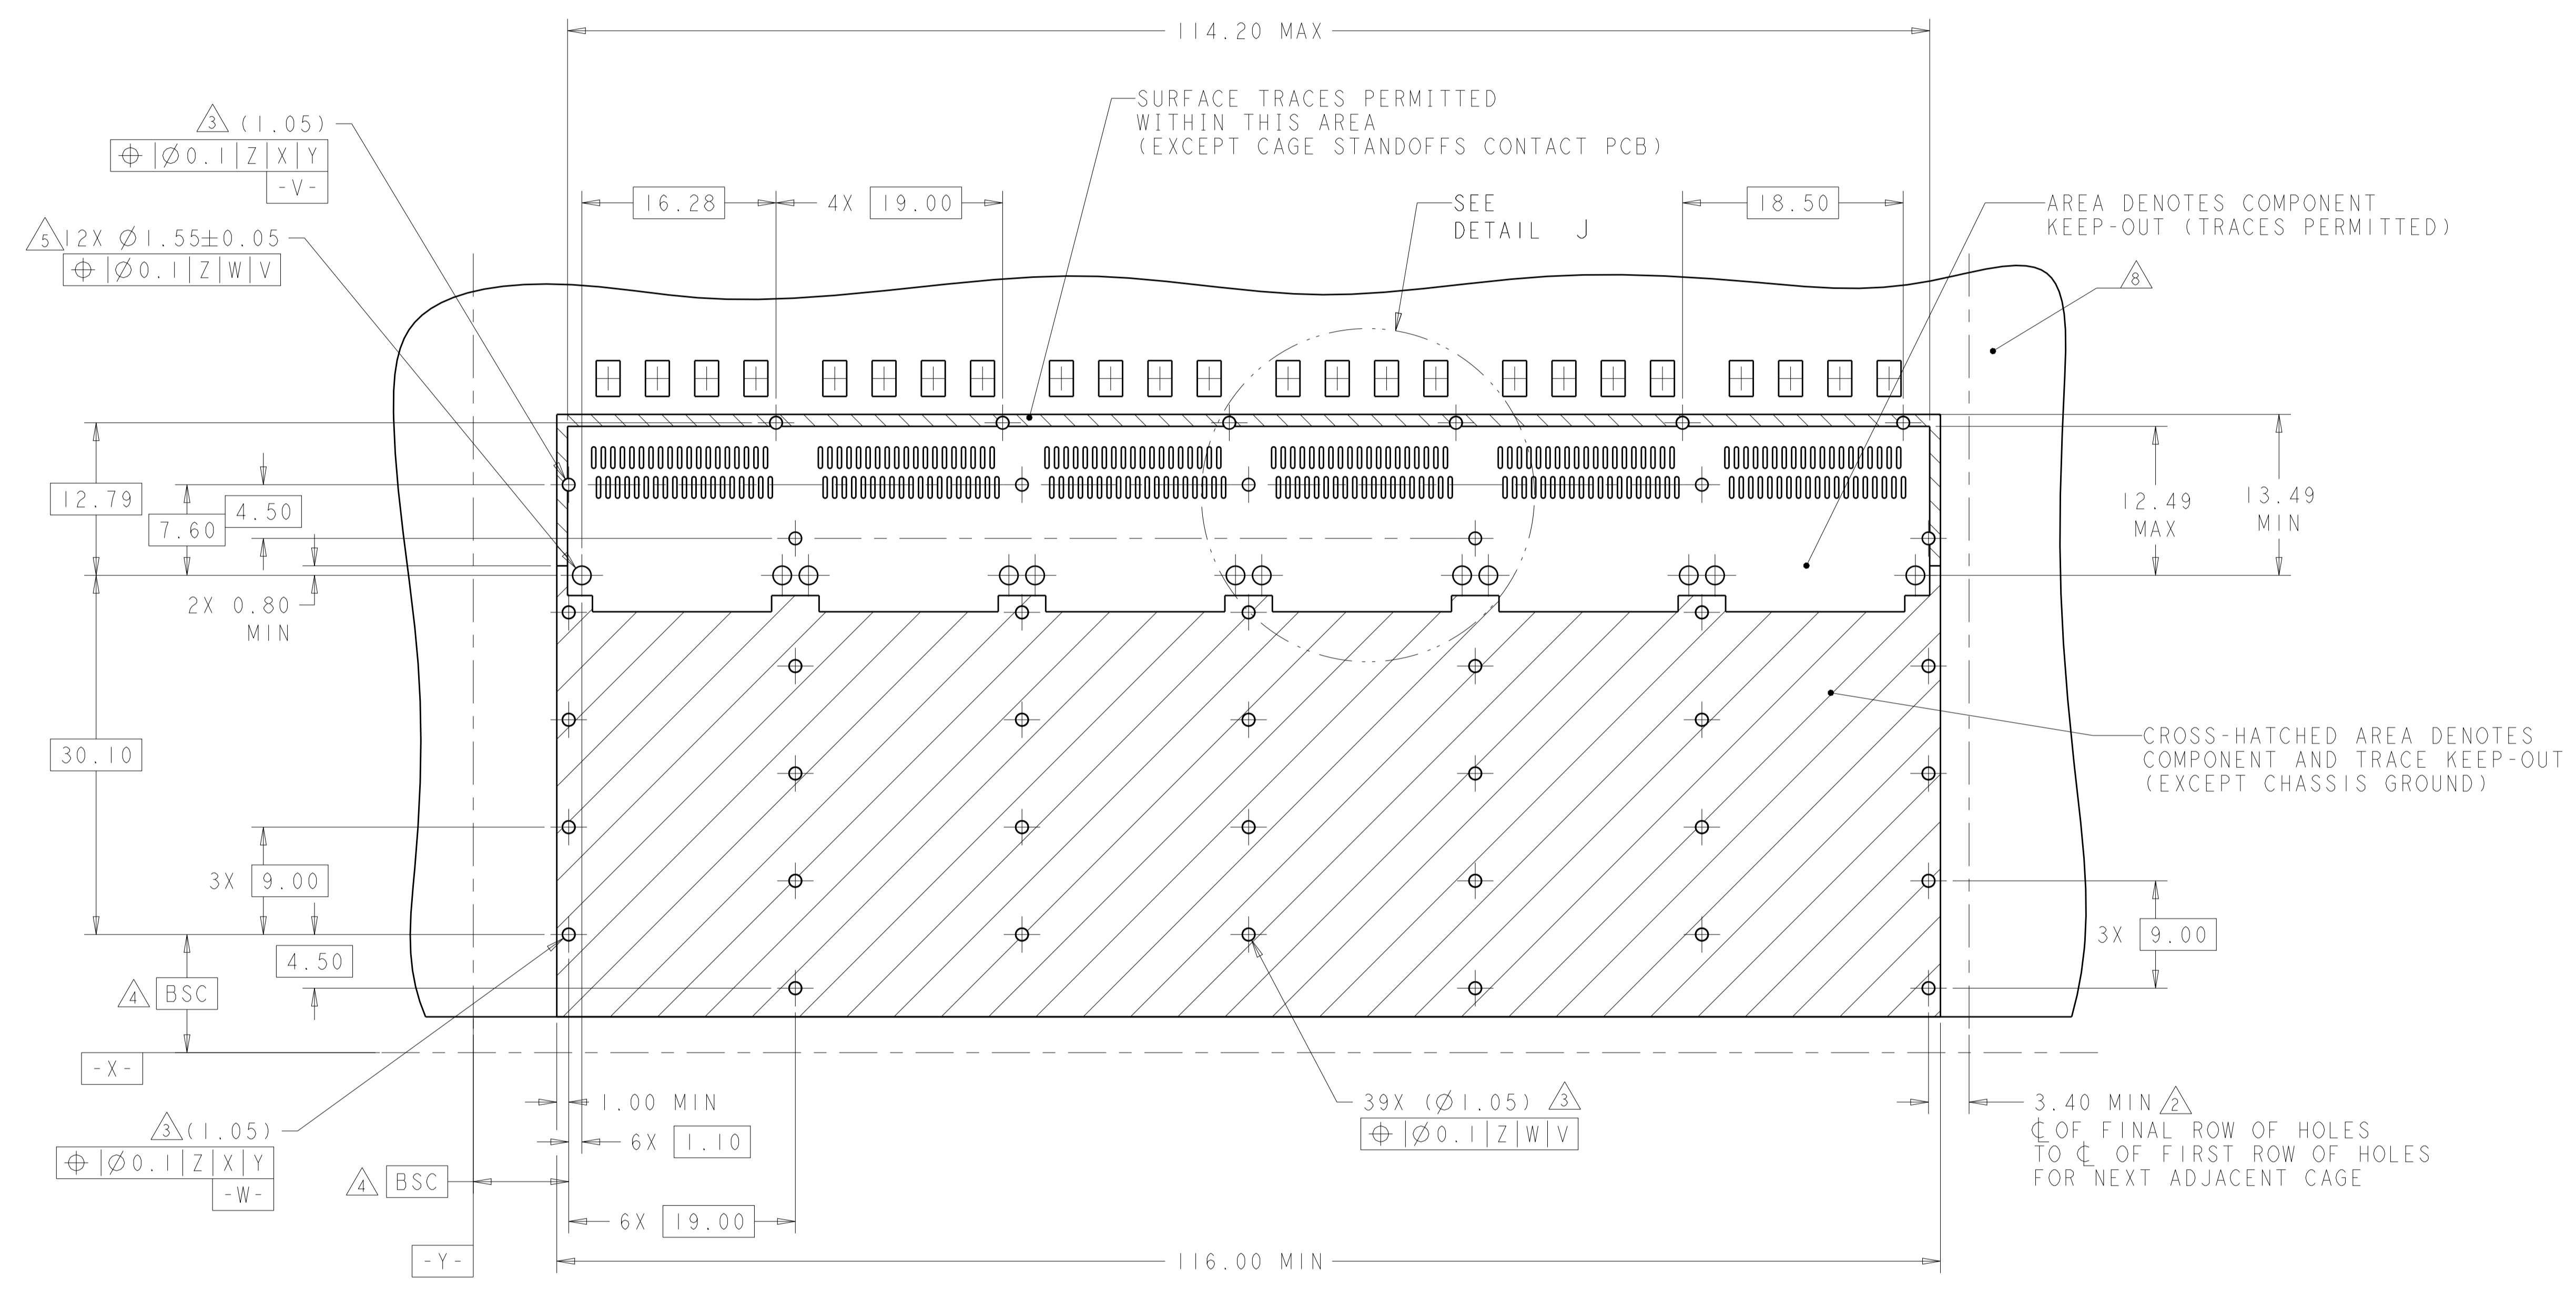 114.20 MAX
SURFACE TRACES PERMITTED
WITHIN THIS AREA
(EXCEPT CAGE STANDOFFS CONTACT PCB)
3 (1.05)
⌖ Ø0.1 Z X Y
-V-
16.28
4X 19.00
SEE
DETAIL J
18.50
AREA DENOTES COMPONENT
KEEP-OUT (TRACES PERMITTED)
5 12X Ø1.55±0.05
⌖ Ø0.1 Z W V
8
12.79
7.60
4.50
2X 0.80
MIN
12.49
MAX
13.49
MIN
30.10
CROSS-HATCHED AREA DENOTES
COMPONENT AND TRACE KEEP-OUT
(EXCEPT CHASSIS GROUND)
3X 9.00
4.50
3X 9.00
4 BSC
-X-
1.00 MIN
39X (Ø1.05) 3
⌖ Ø0.1 Z W V
3.40 MIN 2
℄ OF FINAL ROW OF HOLES
TO ℄ OF FIRST ROW OF HOLES
FOR NEXT ADJACENT CAGE
3 (1.05)
⌖ Ø0.1 Z X Y
-W-
6X 1.10
4 BSC
6X 19.00
-Y-
116.00 MIN